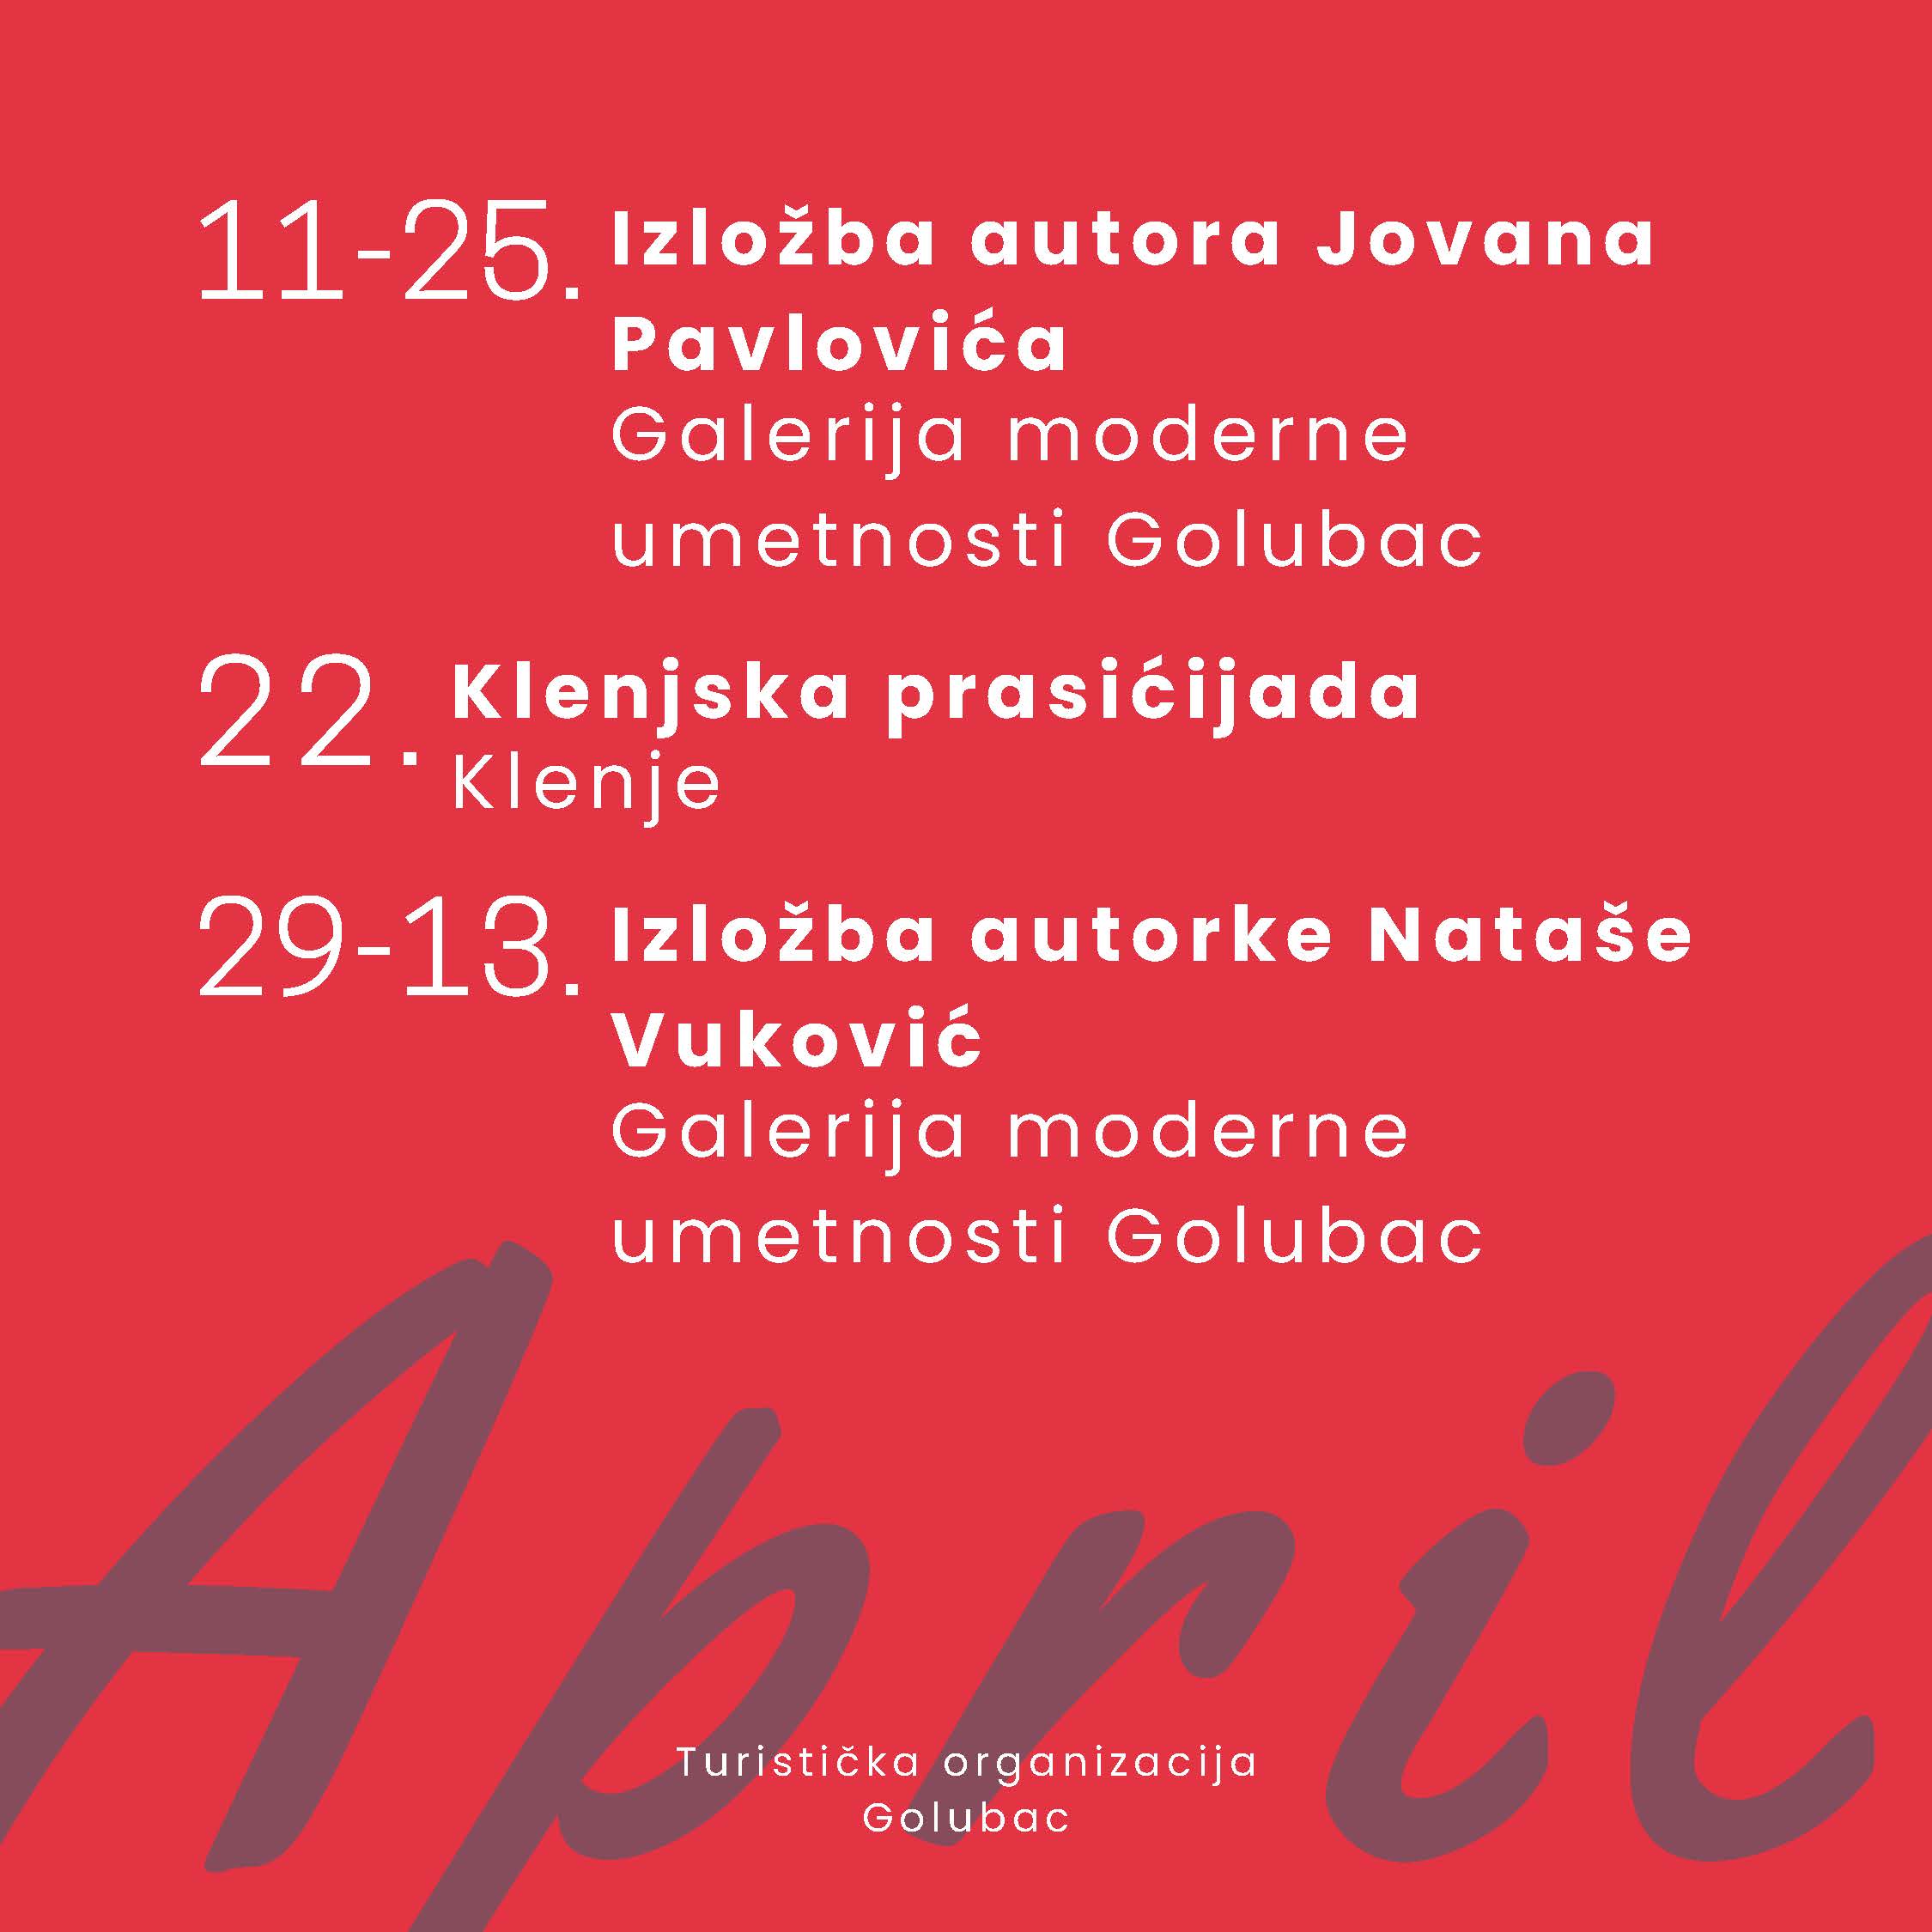 11-25. Izložba autora Jovana
Pavlovića
Galerija moderne
umetnosti Golubac
22. Klenjska prasićijada
Klenje
29-13. Izložba autorke Nataše
Vuković
Galerija moderne
umetnosti Golubac
April
Turistička organizacija
Golubac